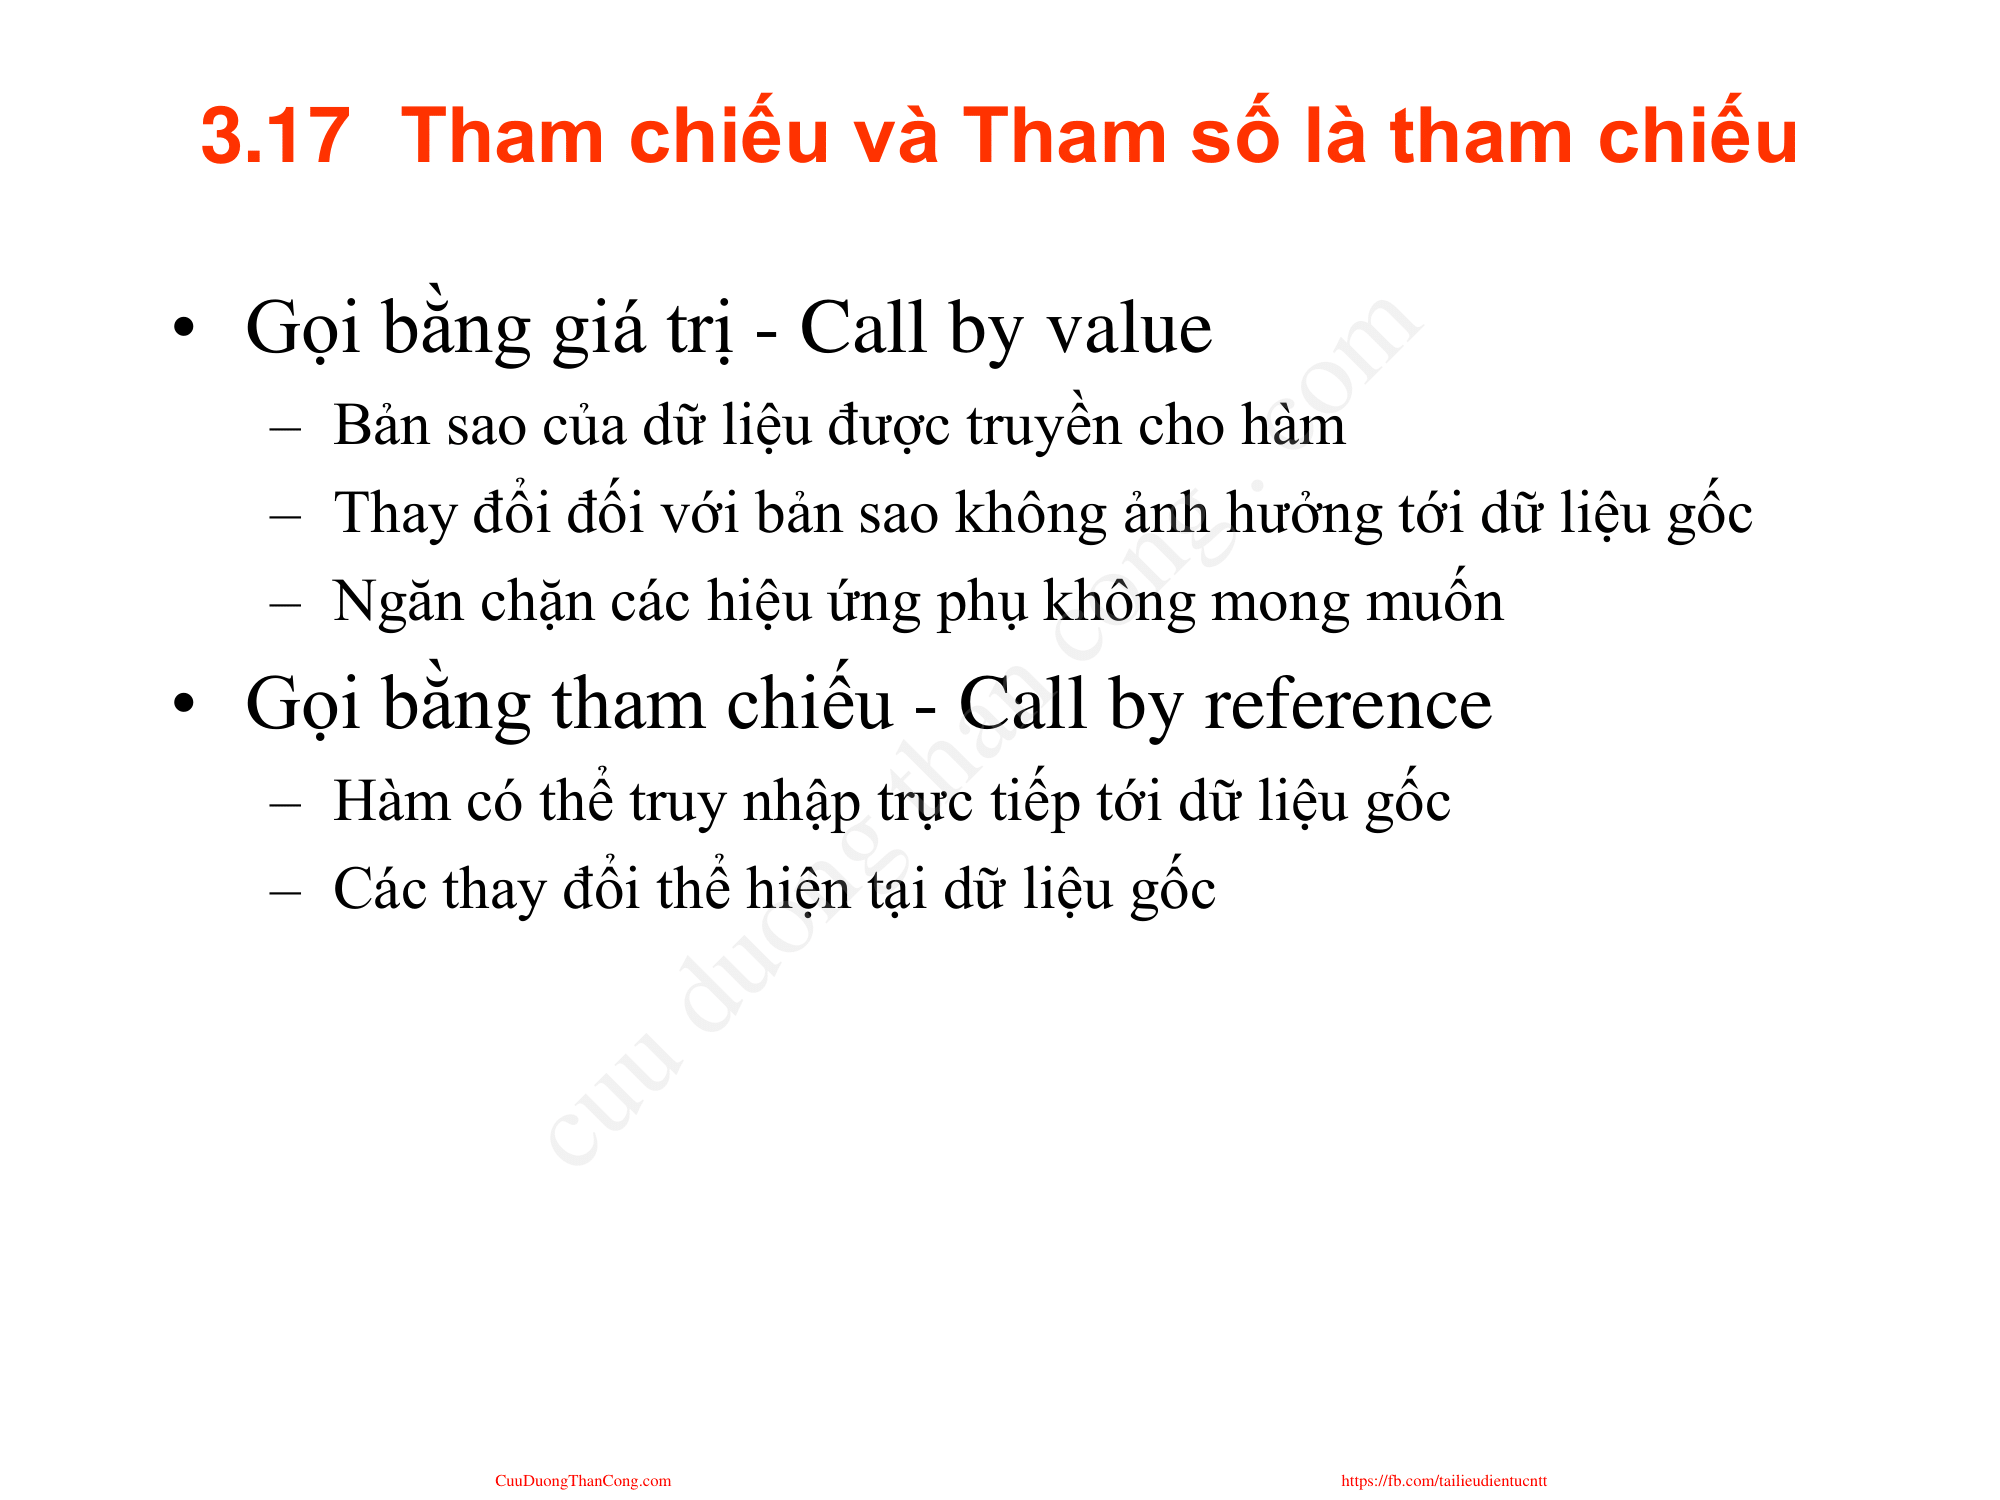 3.17 Tham chiếu và Tham số là tham chiếu
• Gọi bằng giá trị - Call by value
– Bản sao của dữ liệu được truyền cho hàm
– Thay đổi đối với bản sao không ảnh hưởng tới dữ liệu gốc
– Ngăn chặn các hiệu ứng phụ không mong muốn
• Gọi bằng tham chiếu - Call by reference
– Hàm có thể truy nhập trực tiếp tới dữ liệu gốc
– Các thay đổi thể hiện tại dữ liệu gốc
cuu duong than cong . com
CuuDuongThanCong.com
https://fb.com/tailieudientucntt